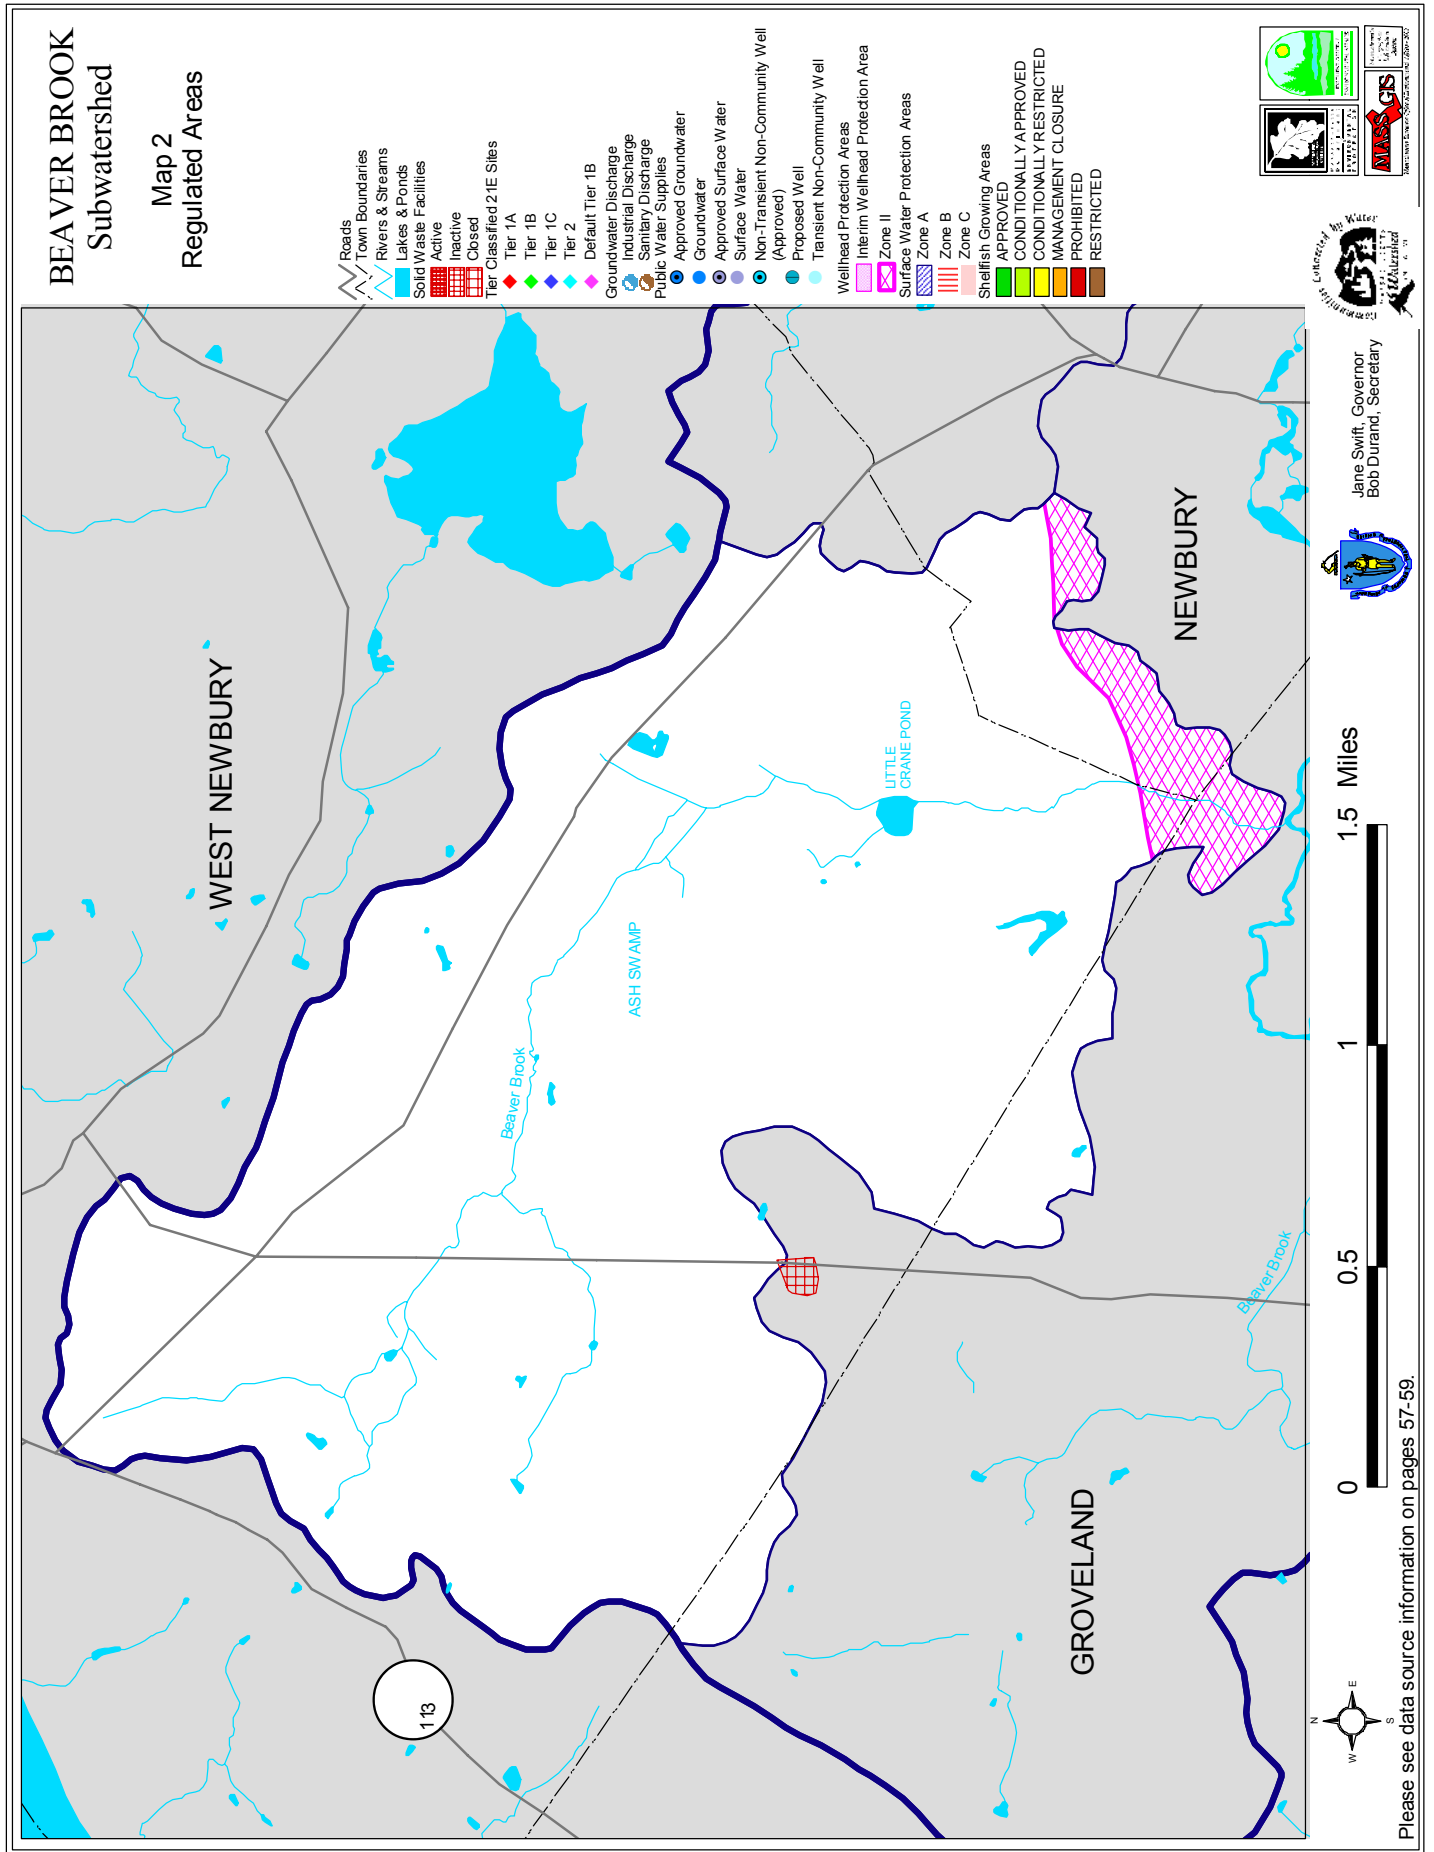 BEAVER BROOK
Subwatershed
Map 2
Regulated Areas
Roads
Town Boundaries
Rivers & Streams
Lakes & Ponds
Solid Waste Facilities
Active
Inactive
Closed
Tier Classified 21E Sites
Tier 1A
Tier 1B
Tier 1C
Tier 2
Default Tier 1B
Groundwater Discharge
Industrial Discharge
Sanitary Discharge
Public Water Supplies
Approved Groundwater
Groundwater
Approved Surface Water
Surface Water
Non-Transient Non-Community Well
(Approved)
Proposed Well
Transient Non-Community Well
Wellhead Protection Areas
Interim Wellhead Protection Area
Zone II
Surface Water Protection Areas
Zone A
Zone B
Zone C
Shellfish Growing Areas
APPROVED
CONDITIONALLY APPROVED
CONDITIONALLY RESTRICTED
MANAGEMENT CLOSURE
PROHIBITED
RESTRICTED
WEST NEWBURY
113
Beaver Brook
ASH SWAMP
LITTLE
CRANE POND
NEWBURY
GROVELAND
Beaver Brook
N
W
E
S
0
0.5
1
1.5 Miles
Jane Swift, Governor
Bob Durand, Secretary
MASSGIS
Please see data source information on pages 57-59.